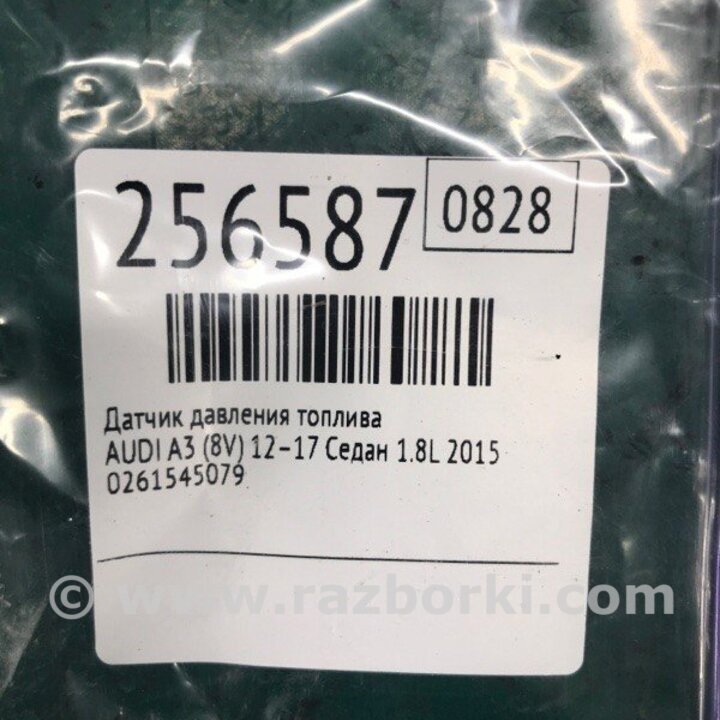 256587
0828
Датчик давления топлива
AUDI A3 (8V) 12-17 Седан 1.8L 2015
0261545079
© www.razborki.com